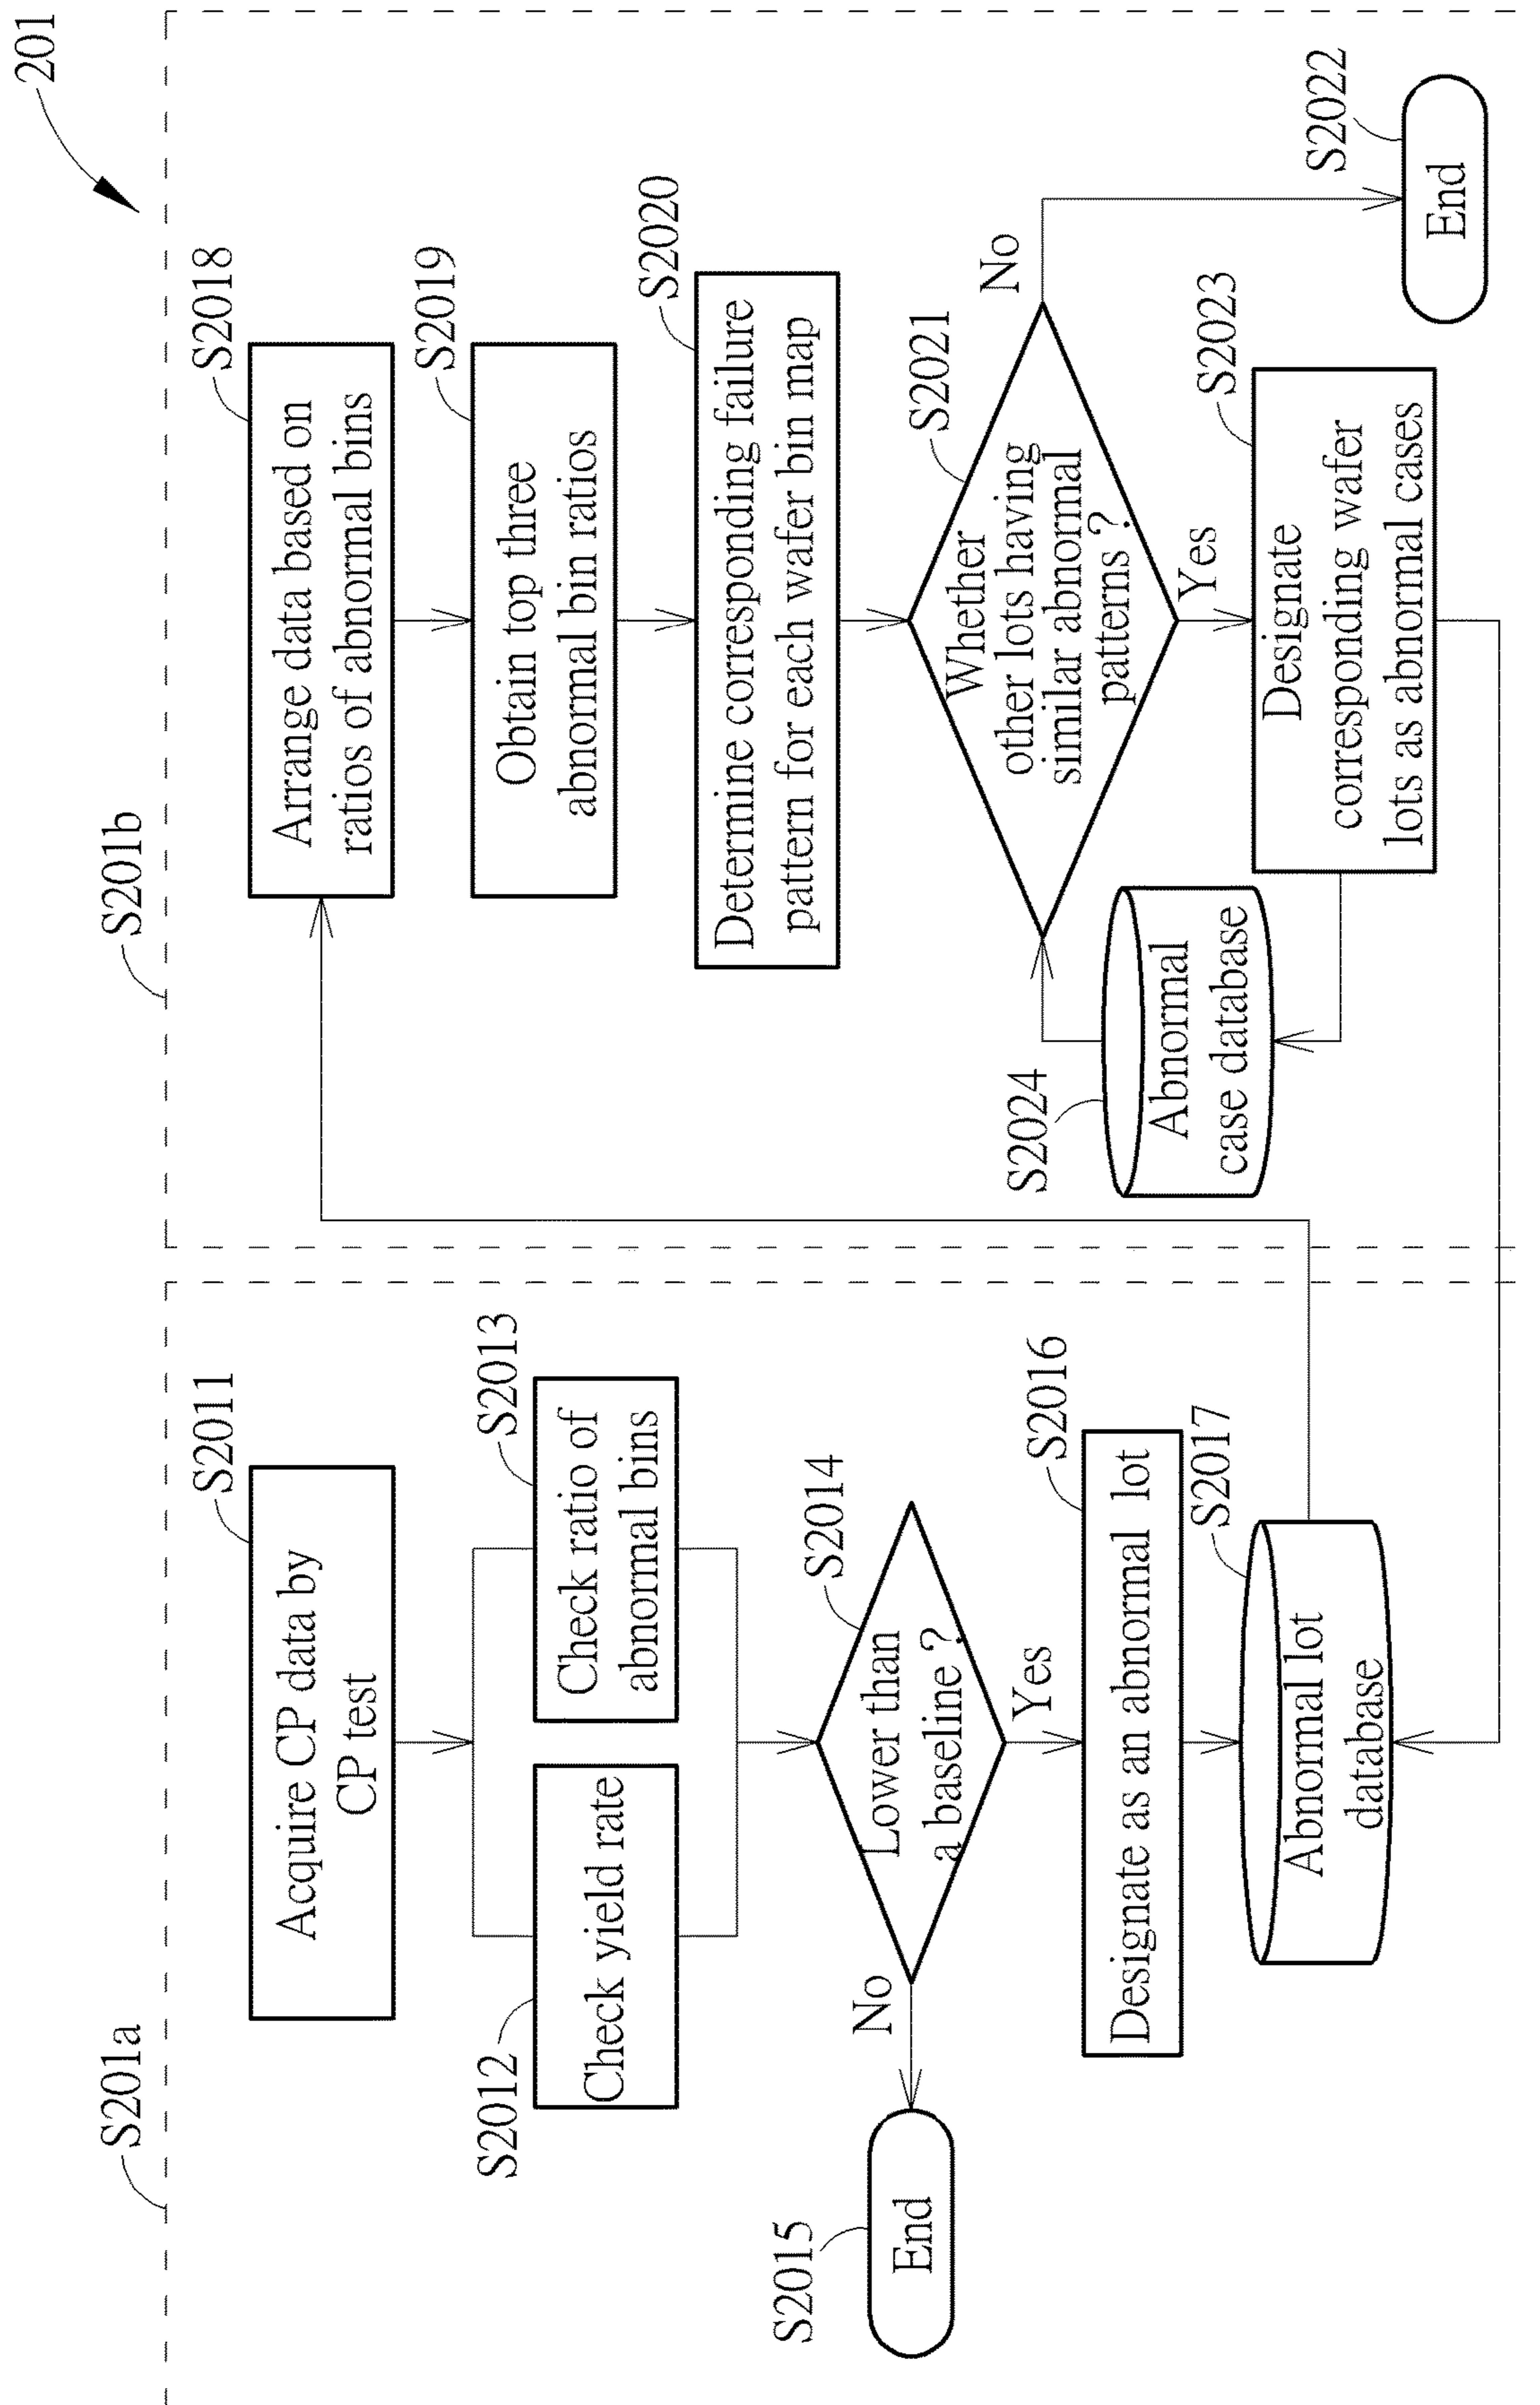 201
S201a
S2011
Acquire CP data by
CP test
S2012
Check yield rate
S2013
Check ratio of
abnormal bins
S2014
Lower than
a baseline ?
No
S2015
End
Yes
S2016
Designate as an abnormal lot
S2017
Abnormal lot
database
S201b
S2018
Arrange data based on
ratios of abnormal bins
S2019
Obtain top three
abnormal bin ratios
S2020
Determine corresponding failure
pattern for each wafer bin map
S2021
Whether
other lots having
similar abnormal
patterns ?
No
S2022
End
Yes
S2023
Designate
corresponding wafer
lots as abnormal cases
S2024
Abnormal
case database